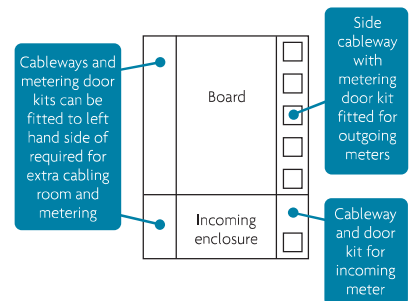 Cableways and
metering door
kits can be
fitted to left
hand side of
required for
extra cabling
room and
metering
Board
Incoming
enclosure
Side
cableway
with
metering
door kit
fitted for
outgoing
meters
Cableway
and door
kit for
incoming
meter